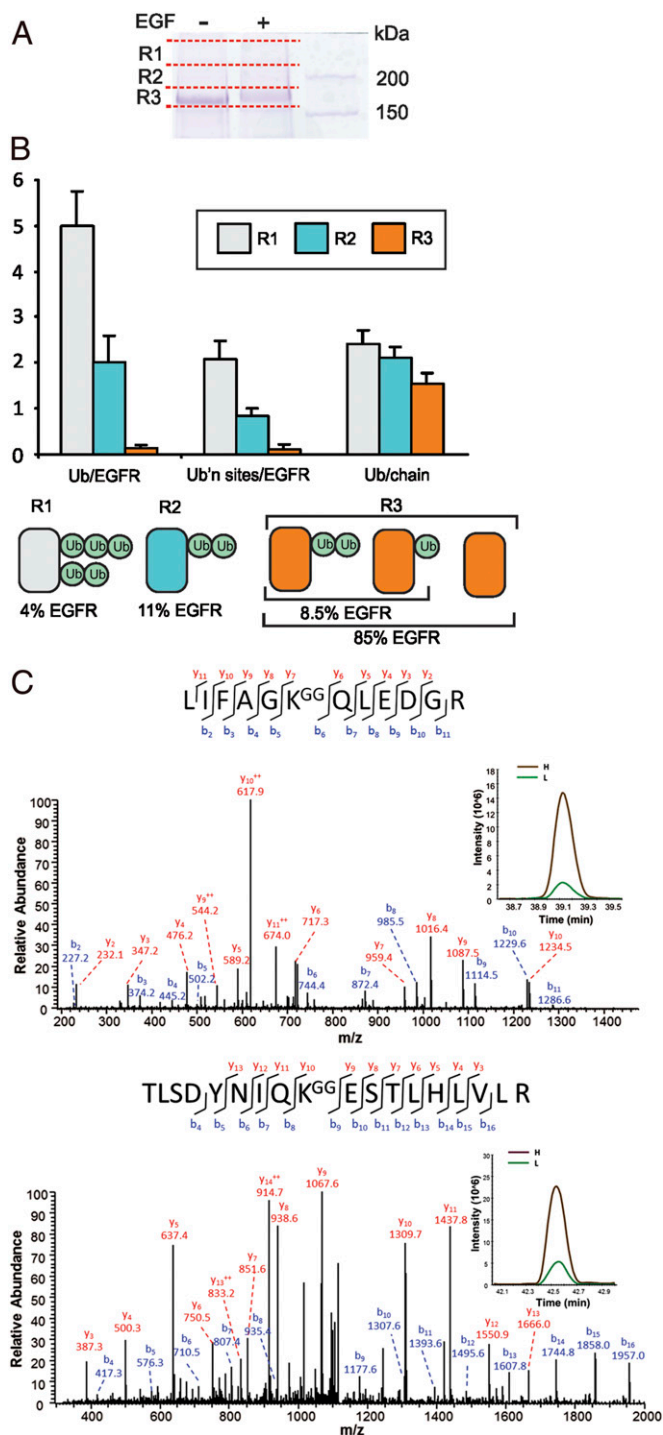 A
EGF - +
kDa
R1
R2
R3
200
150
B
6
5
4
3
2
1
0
R1 R2 R3
Ub/EGFR Ub'n sites/EGFR Ub/chain
R1 R2 R3
Ub Ub Ub Ub Ub Ub Ub Ub Ub Ub
4% EGFR 11% EGFR 8.5% EGFR
85% EGFR
C
y11 y10 y9 y8 y7 y6 y5 y4 y3 y2
LIFAGKGGQLEDGR
b2 b3 b4 b5 b6 b7 b8 b9 b10 b11
Relative Abundance
100
90
80
70
60
50
40
30
20
10
0
b2
227.2
y2
232.1
y3
347.2
b3
374.2
b4
445.2
y4
476.2
b5
502.2
y9++
544.2
y5
589.2
y10++
617.9
y11++
674.0
y6
717.3
b6
744.4
b7
872.4
y7
959.4
b8
985.5
y8
1016.4
y9
1087.5
b9
1114.5
b10
1229.6
y10
1234.5
b11
1286.6
200 400 600 800 1000 1200 1400
m/z
H
L
Intensity (10^6)
18
16
14
12
10
8
6
4
2
0
38.7 38.9 39.1 39.3 39.6
Time (min)
y13 y12 y11 y10 y9 y8 y7 y6 y5 y4 y3
TLSDYNIQKGGESTLHLVLR
b4 b5 b6 b7 b8 b9 b10 b11 b12 b13 b14 b15 b16
Relative Abundance
100
90
80
70
60
50
40
30
20
10
0
y3
387.3
b4
417.3
y4
500.3
b5
576.3
y5
637.4
b6
710.5
y6
750.5
b7
807.4
y13++
833.2
y7
851.6
y14++
914.7
b8
935.4
y8
938.6
y9
1067.6
b9
1177.6
b10
1307.6
y10
1309.7
b11
1393.6
y11
1437.8
b12
1495.6
y12
1550.9
b13
1607.8
y13
1666.0
b14
1744.8
b15
1858.0
b16
1957.0
400 600 800 1000 1200 1400 1600 1800 2000
m/z
H
L
Intensity (10^6)
30
25
20
15
10
5
0
42.1 42.3 42.5 42.7 42.9
Time (min)